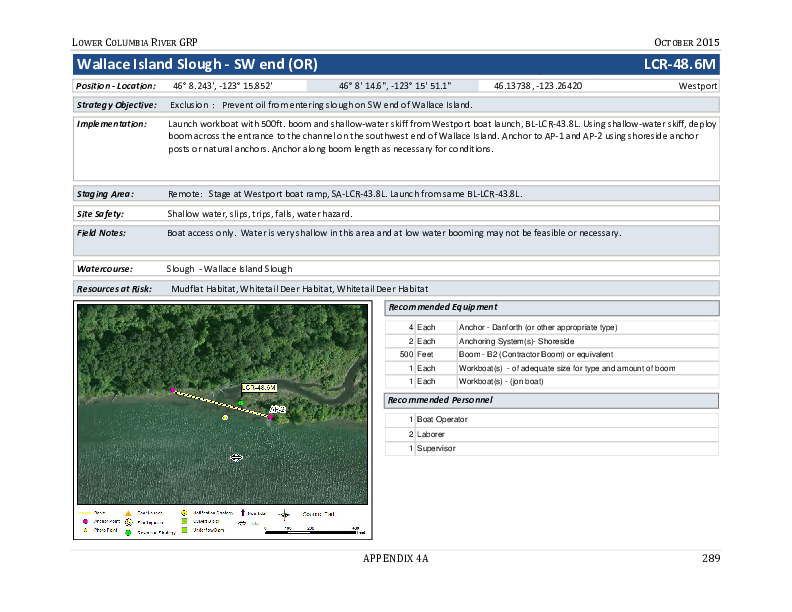 LOWER COLUMBIA RIVER GRP OCTOBER 2015
Wallace Island Slough - SW end (OR) LCR-48.6M
Position - Location: 46° 8.243', -123° 15.852' 46° 8' 14.6", -123° 15' 51.1" 46.13738, -123.26420 Westport
Strategy Objective: Exclusion : Prevent oil from entering slough on SW end of Wallace Island.
Implementation: Launch workboat with 500ft. boom and shallow-water skiff from Westport boat launch, BL-LCR-43.8L. Using shallow-water skiff, deploy
boom across the entrance to the channel on the southwest end of Wallace Island. Anchor to AP-1 and AP-2 using shoreside anchor
posts or natural anchors. Anchor along boom length as necessary for conditions.
Staging Area: Remote: Stage at Westport boat ramp, SA-LCR-43.8L. Launch from same BL-LCR-43.8L.
Site Safety: Shallow water, slips, trips, falls, water hazard.
Field Notes: Boat access only. Water is very shallow in this area and at low water booming may not be feasible or necessary.
Watercourse: Slough - Wallace Island Slough
Resources at Risk: Mudflat Habitat, Whitetail Deer Habitat, Whitetail Deer Habitat
Recommended Equipment
4 Each Anchor - Danforth (or other appropriate type)
2 Each Anchoring System(s)- Shoreside
500 Feet Boom - B2 (Contractor Boom) or equivalent
1 Each Workboat(s) - of adequate size for type and amount of boom
1 Each Workboat(s) - (jon boat)
Recommended Personnel
1 Boat Operator
2 Laborer
1 Supervisor
LCR-48.6M
AP-2
Anchor Point
Photo Point
APPENDIX 4A 289